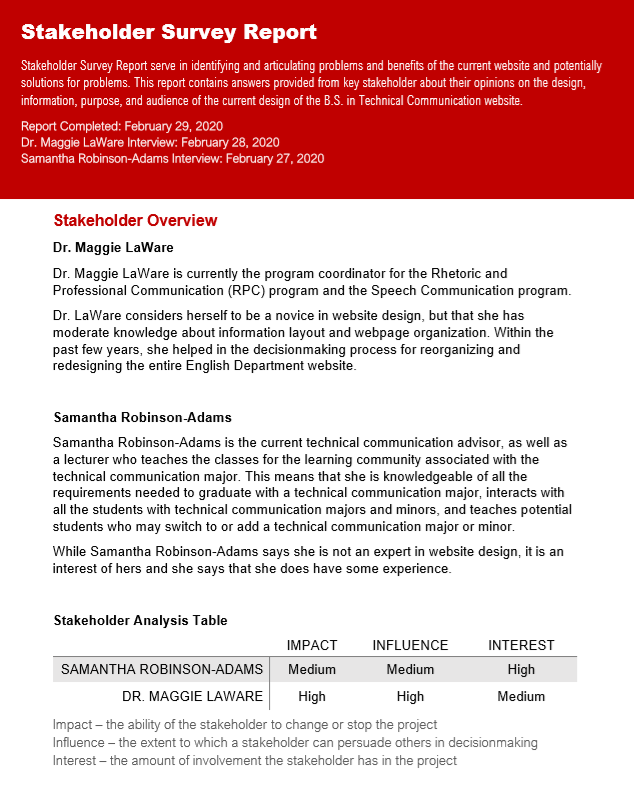 Stakeholder Survey Report
Stakeholder Survey Report serve in identifying and articulating problems and benefits of the current website and potentially
solutions for problems. This report contains answers provided from key stakeholder about their opinions on the design,
information, purpose, and audience of the current design of the B.S. in Technical Communication website.
Report Completed: February 29, 2020
Dr. Maggie LaWare Interview: February 28, 2020
Samantha Robinson-Adams Interview: February 27, 2020
Stakeholder Overview
Dr. Maggie LaWare
Dr. Maggie LaWare is currently the program coordinator for the Rhetoric and
Professional Communication (RPC) program and the Speech Communication program.
Dr. LaWare considers herself to be a novice in website design, but that she has
moderate knowledge about information layout and webpage organization. Within the
past few years, she helped in the decisionmaking process for reorganizing and
redesigning the entire English Department website.
Samantha Robinson-Adams
Samantha Robinson-Adams is the current technical communication advisor, as well as
a lecturer who teaches the classes for the learning community associated with the
technical communication major. This means that she is knowledgeable of all the
requirements needed to graduate with a technical communication major, interacts with
all the students with technical communication majors and minors, and teaches potential
students who may switch to or add a technical communication major or minor.
While Samantha Robinson-Adams says she is not an expert in website design, it is an
interest of hers and she says that she does have some experience.
Stakeholder Analysis Table
IMPACT INFLUENCE INTEREST
SAMANTHA ROBINSON-ADAMS Medium Medium High
DR. MAGGIE LAWARE High High Medium
Impact – the ability of the stakeholder to change or stop the project
Influence – the extent to which a stakeholder can persuade others in decisionmaking
Interest – the amount of involvement the stakeholder has in the project